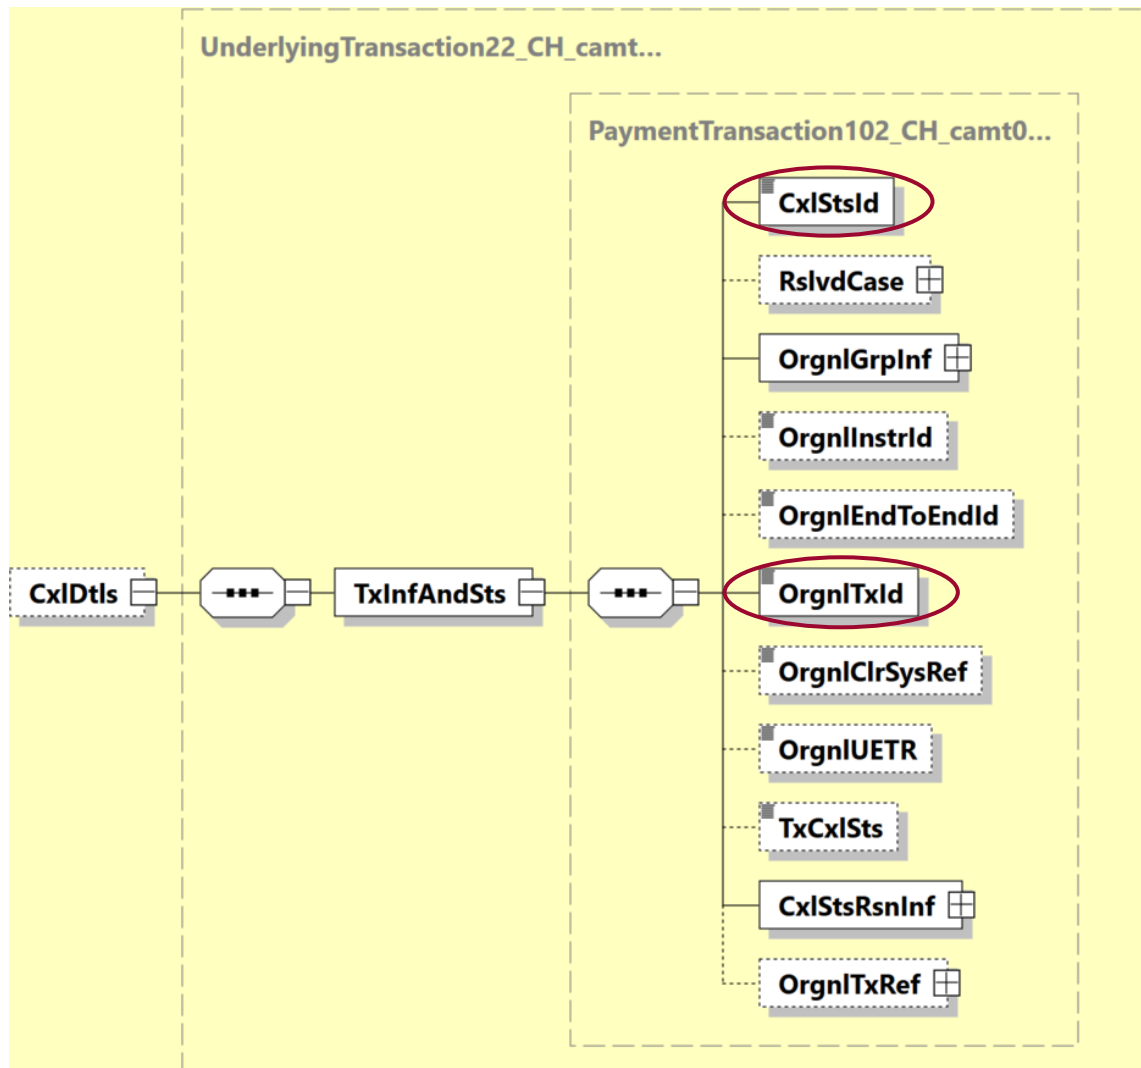 UnderlyingTransaction22_CH_camt...
PaymentTransaction102_CH_camt0...
CxlStsId
RslvdCase
OrgnlGrpInf
OrgnlInstrId
OrgnlEndToEndId
CxlDtls
TxInfAndSts
OrgnlTxId
OrgnlClrSysRef
OrgnlUETR
TxCxlSts
CxlStsRsnInf
OrgnlTxRef